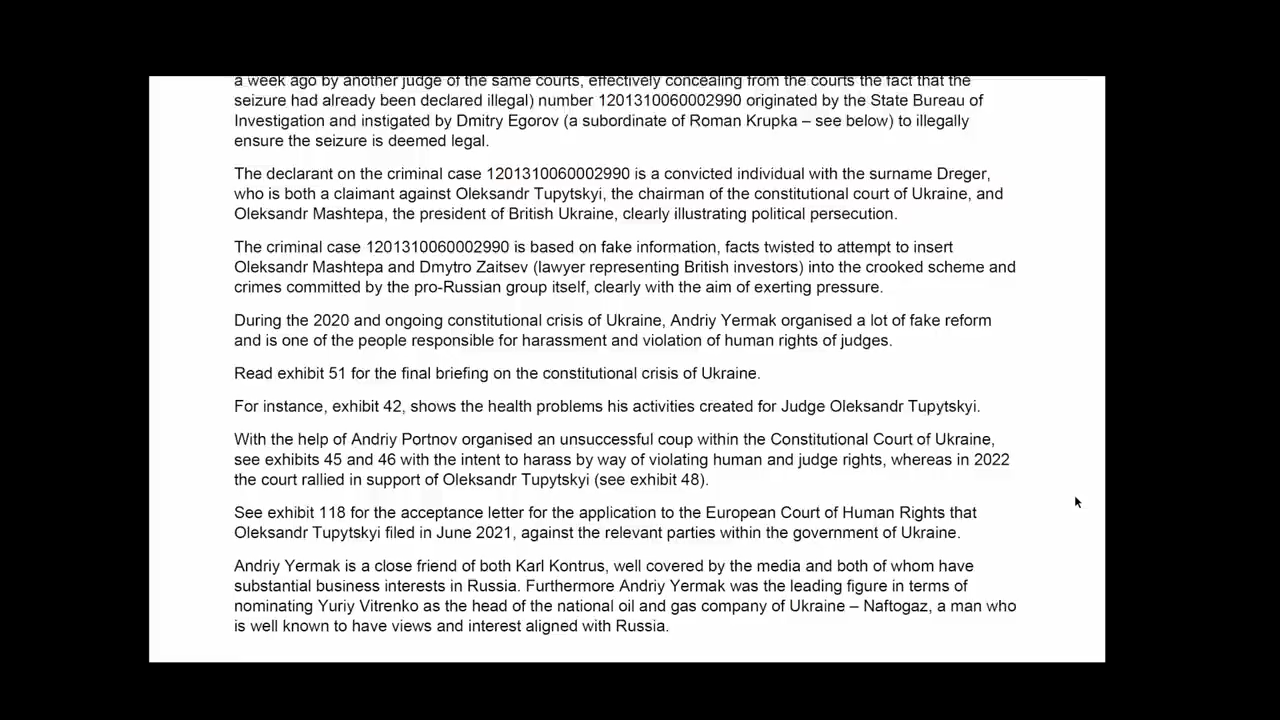 a week ago by another judge of the same courts, effectively concealing from the courts the fact that the
seizure had already been declared illegal) number 1201310060002990 originated by the State Bureau of
Investigation and instigated by Dmitry Egorov (a subordinate of Roman Krupka – see below) to illegally
ensure the seizure is deemed legal.
The declarant on the criminal case 1201310060002990 is a convicted individual with the surname Dreger,
who is both a claimant against Oleksandr Tupytskyi, the chairman of the constitutional court of Ukraine, and
Oleksandr Mashtepa, the president of British Ukraine, clearly illustrating political persecution.
The criminal case 1201310060002990 is based on fake information, facts twisted to attempt to insert
Oleksandr Mashtepa and Dmytro Zaitsev (lawyer representing British investors) into the crooked scheme and
crimes committed by the pro-Russian group itself, clearly with the aim of exerting pressure.
During the 2020 and ongoing constitutional crisis of Ukraine, Andriy Yermak organised a lot of fake reform
and is one of the people responsible for harassment and violation of human rights of judges.
Read exhibit 51 for the final briefing on the constitutional crisis of Ukraine.
For instance, exhibit 42, shows the health problems his activities created for Judge Oleksandr Tupytskyi.
With the help of Andriy Portnov organised an unsuccessful coup within the Constitutional Court of Ukraine,
see exhibits 45 and 46 with the intent to harass by way of violating human and judge rights, whereas in 2022
the court rallied in support of Oleksandr Tupytskyi (see exhibit 48).
See exhibit 118 for the acceptance letter for the application to the European Court of Human Rights that
Oleksandr Tupytskyi filed in June 2021, against the relevant parties within the government of Ukraine.
Andriy Yermak is a close friend of both Karl Kontrus, well covered by the media and both of whom have
substantial business interests in Russia. Furthermore Andriy Yermak was the leading figure in terms of
nominating Yuriy Vitrenko as the head of the national oil and gas company of Ukraine – Naftogaz, a man who
is well known to have views and interest aligned with Russia.